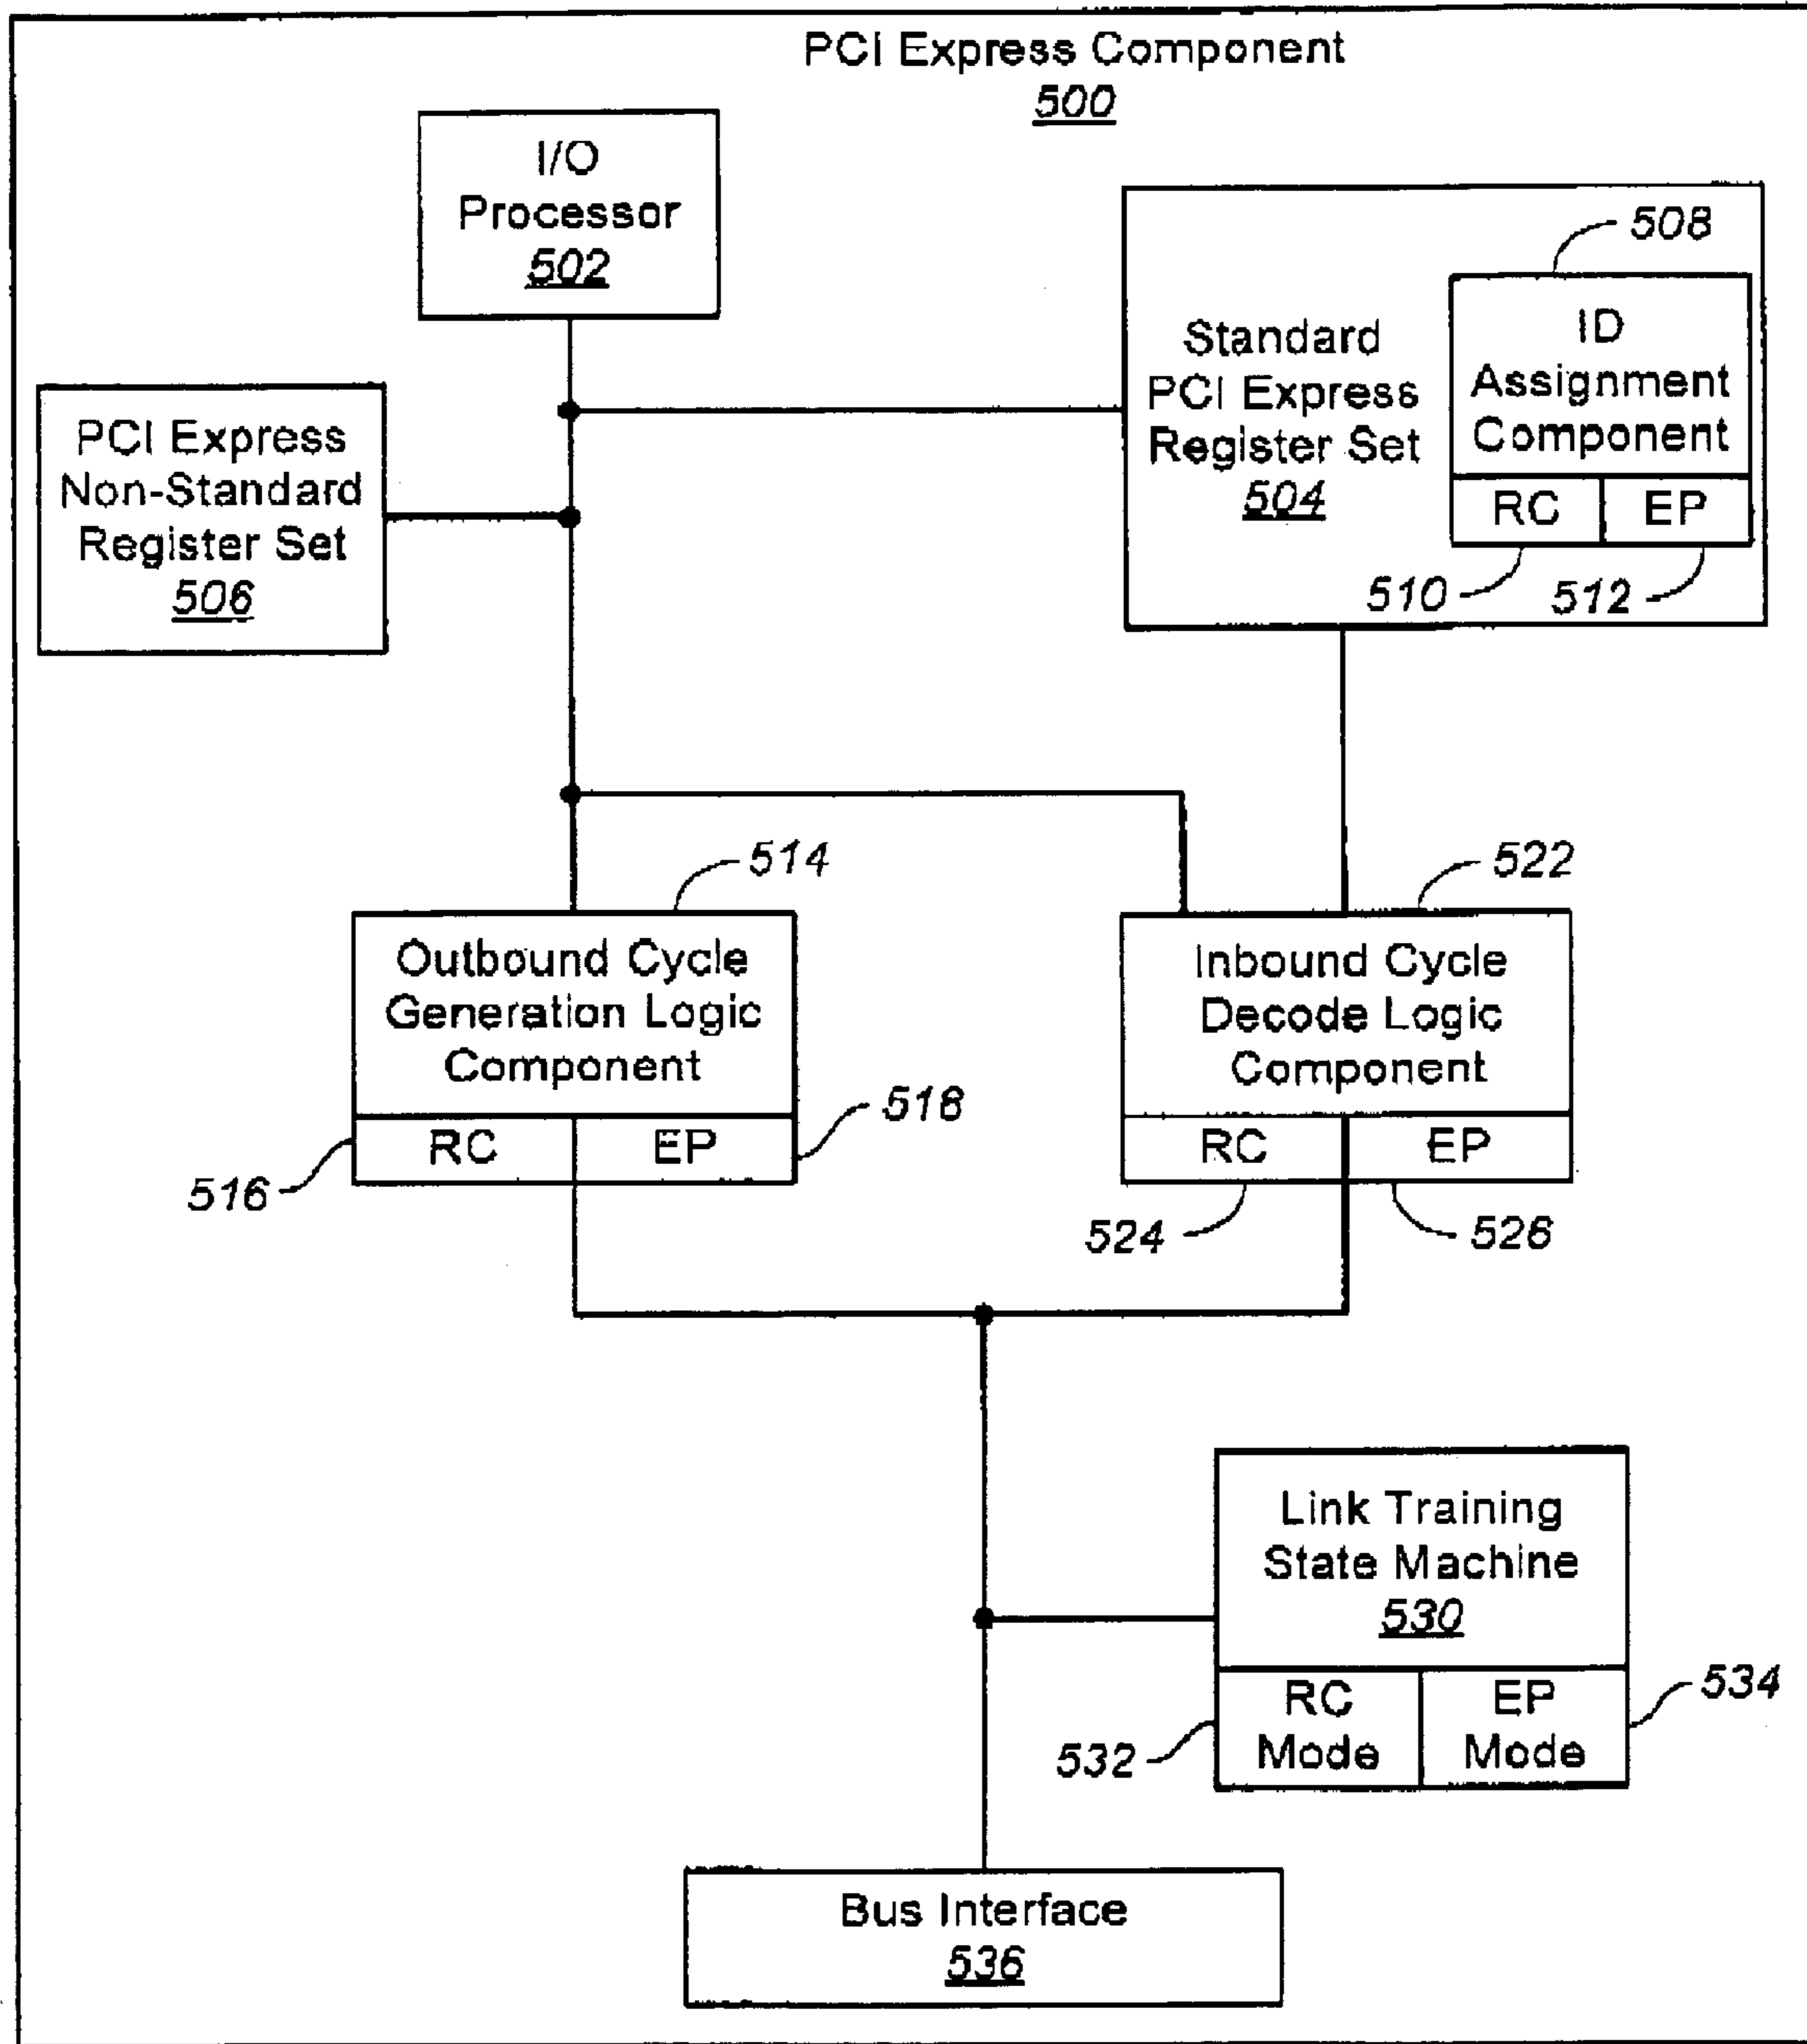 PCI Express Component
500
I/O
Processor
502
508
ID
Assignment
Component
RC EP
510 512
Standard
PCI Express
Register Set
504
PCI Express
Non-Standard
Register Set
506
514
Outbound Cycle
Generation Logic
Component
RC EP
516
518
522
Inbound Cycle
Decode Logic
Component
RC EP
524 526
Link Training
State Machine
530
RC
Mode
EP
Mode
532
534
Bus Interface
536